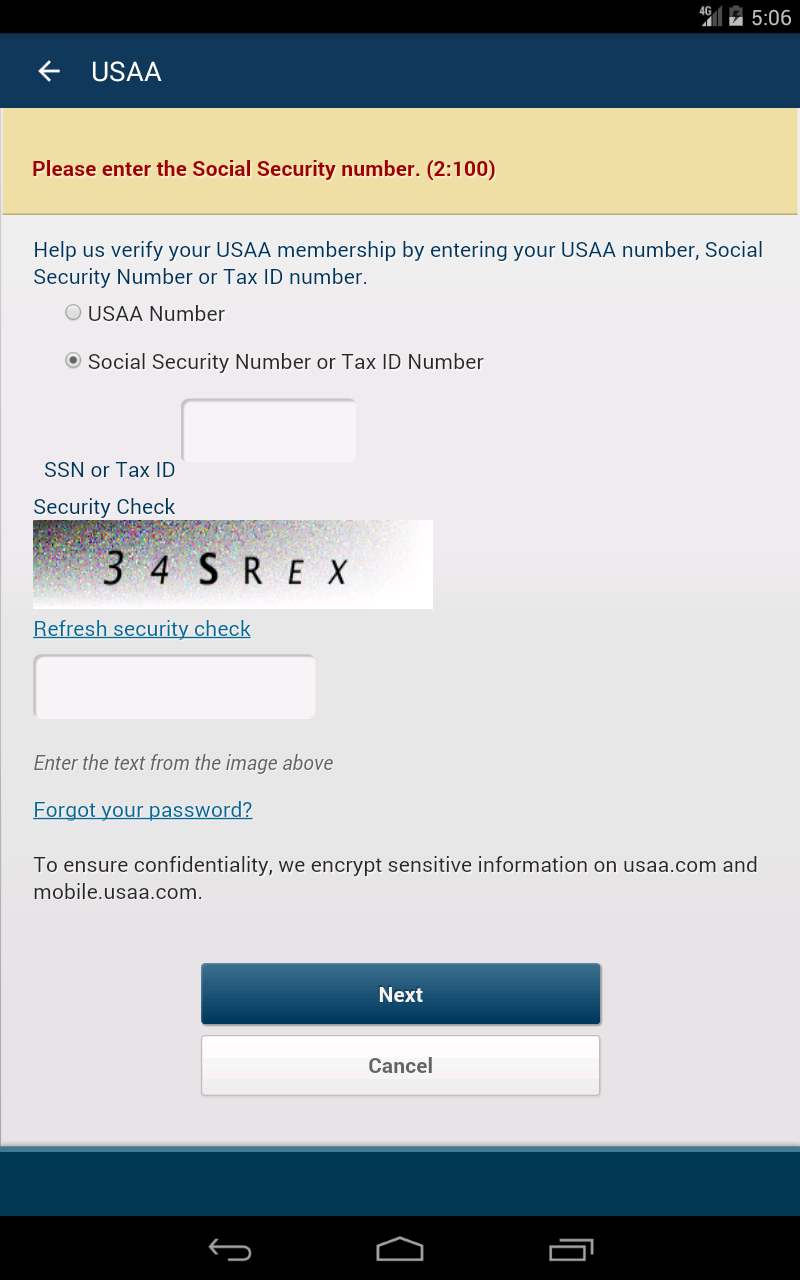 4G 5:06
USAA
Please enter the Social Security number. (2:100)
Help us verify your USAA membership by entering your USAA number, Social
Security Number or Tax ID number.
USAA Number
Social Security Number or Tax ID Number
SSN or Tax ID
Security Check
34SREX
Refresh security check
Enter the text from the image above
Forgot your password?
To ensure confidentiality, we encrypt sensitive information on usaa.com and
mobile.usaa.com.
Next
Cancel